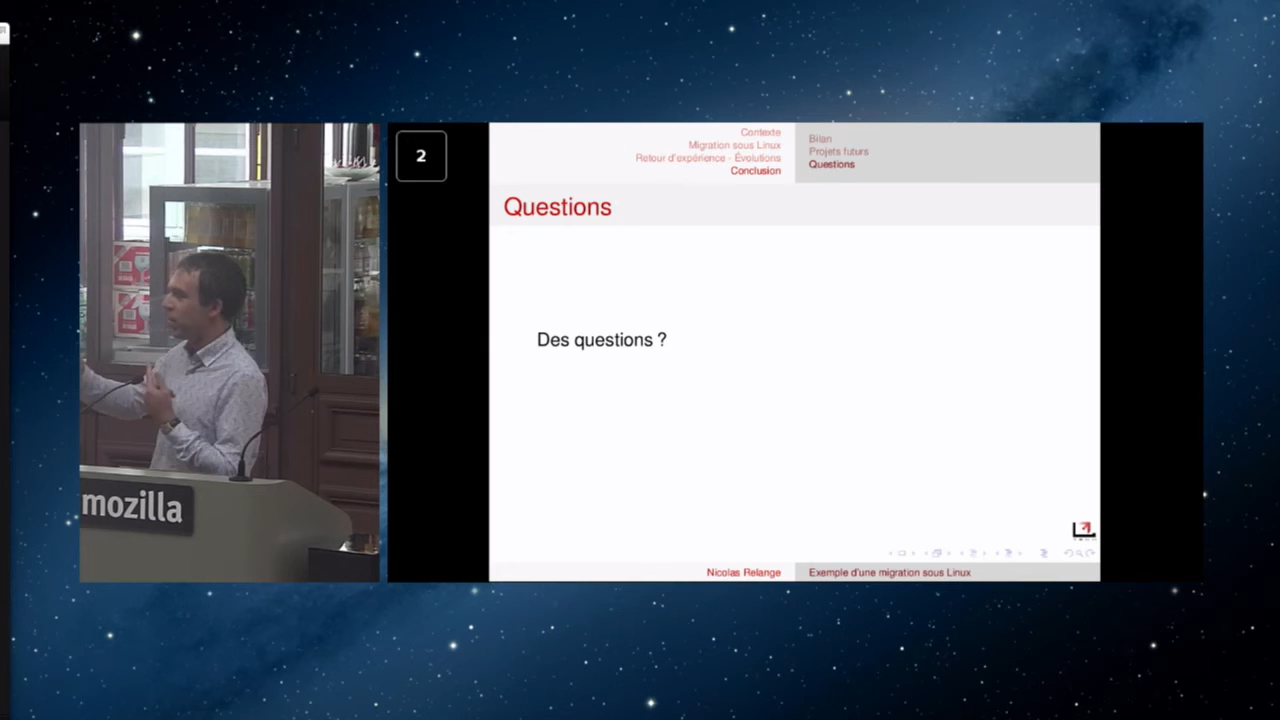 2
Contexte
Migration sous Linux
Retour d'expérience - Évolutions
Conclusion
Bilan
Projets futurs
Questions
Questions
Des questions ?
Nicolas Relange
Exemple d'une migration sous Linux
mozilla